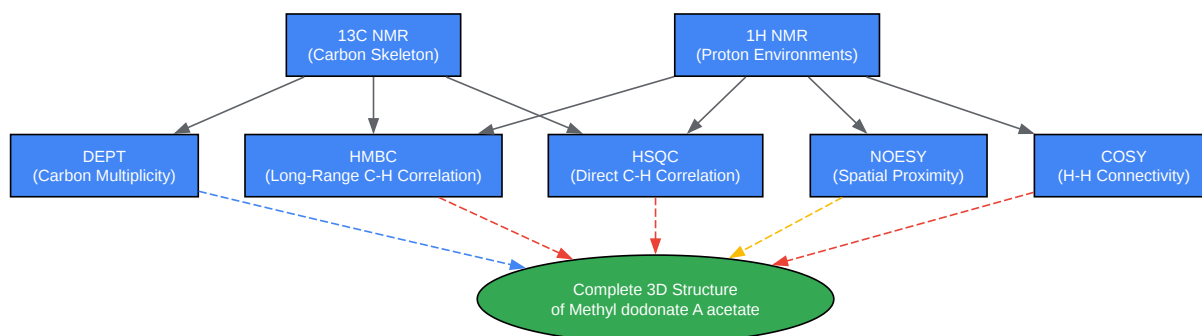 13C NMR
(Carbon Skeleton)
1H NMR
(Proton Environments)
DEPT
(Carbon Multiplicity)
HMBC
(Long-Range C-H Correlation)
HSQC
(Direct C-H Correlation)
NOESY
(Spatial Proximity)
COSY
(H-H Connectivity)
Complete 3D Structure
of Methyl dodonate A acetate